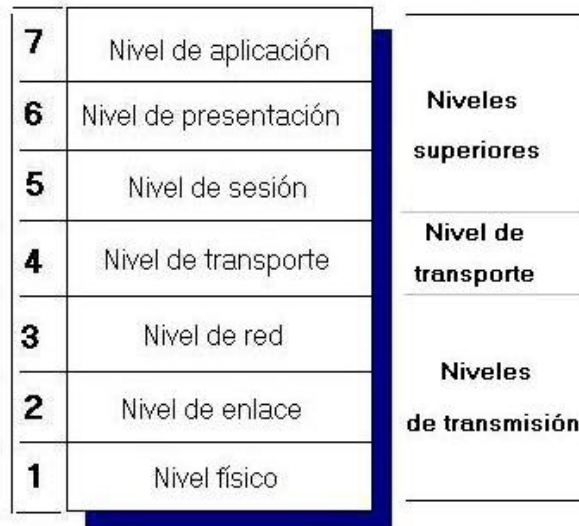 7 Nivel de aplicación
6 Nivel de presentación
5 Nivel de sesión
4 Nivel de transporte
3 Nivel de red
2 Nivel de enlace
1 Nivel físico
Niveles
superiores
Nivel de
transporte
Niveles
de transmisión